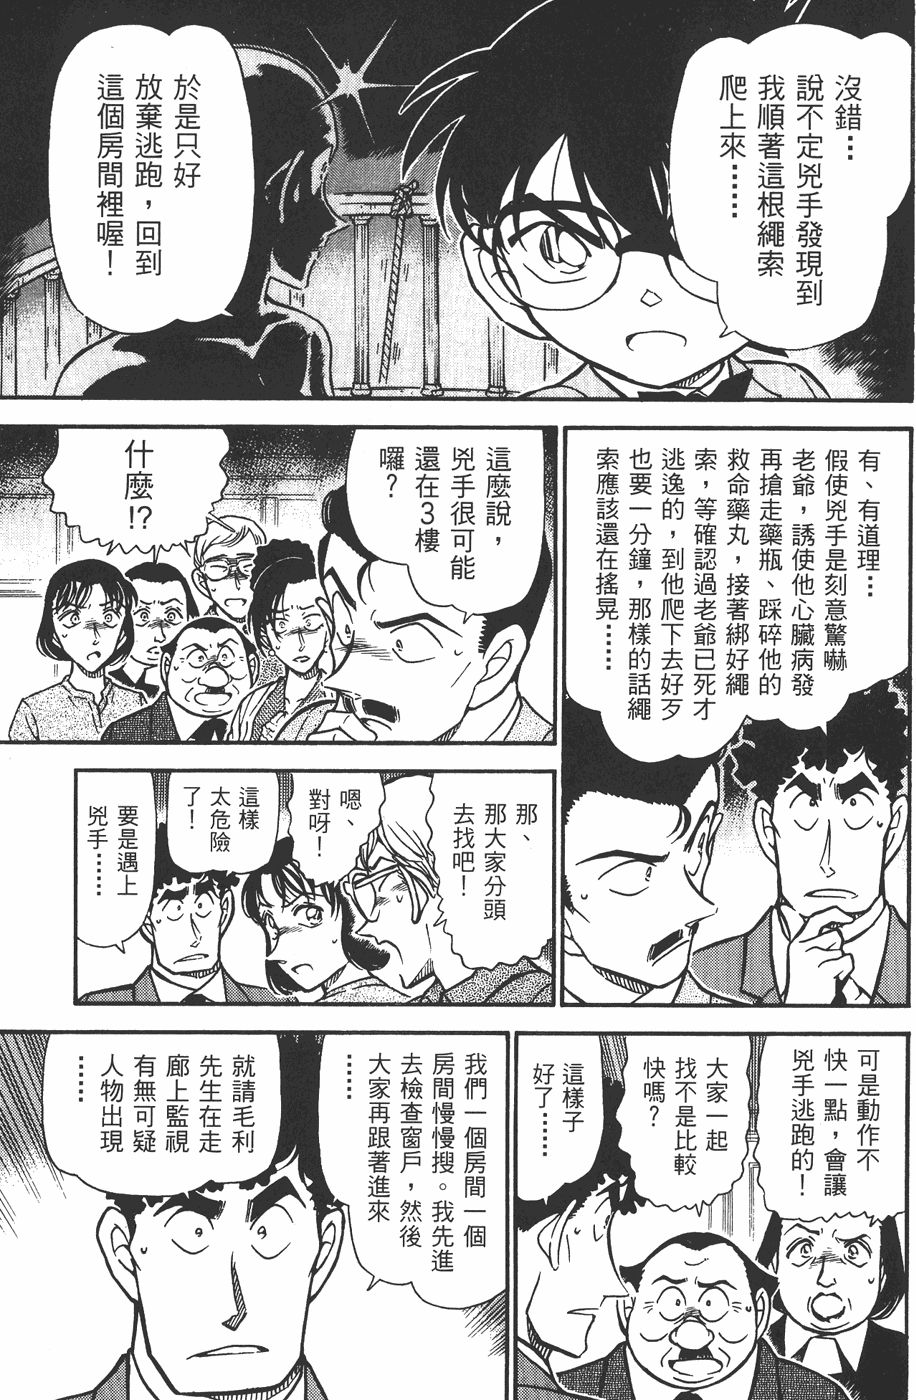 沒錯…
說不定兇手發現到
我順著這根繩索
爬上來……
於是只好
放棄逃跑，回到
這個房間裡喔！
有、有道理…
假使兇手是刻意驚嚇
老爺，誘使他心臟病發
再搶走藥瓶、踩碎他的
救命藥丸，接著綁好繩
索，等確認過老爺已死才
逃逸的，到他爬下去好歹
也要一分鐘，那樣的話繩
索應該還在搖晃……
這麼說，
兇手很可能
還在3樓
囉？
什麼!?
那、
那大家分頭
去找吧！
嗯、
對呀！
這樣
太危險
了！
要是遇上
兇手……
可是動作不
快一點，會讓
兇手逃跑的！
大家一起
找不是比較
快嗎？
這樣子
好了……
我們一個房間一個
房間慢慢搜。我先進
去檢查窗戶，然後
大家再跟著進來
……
就請毛利
先生在走
廊上監視
有無可疑
人物出現
……